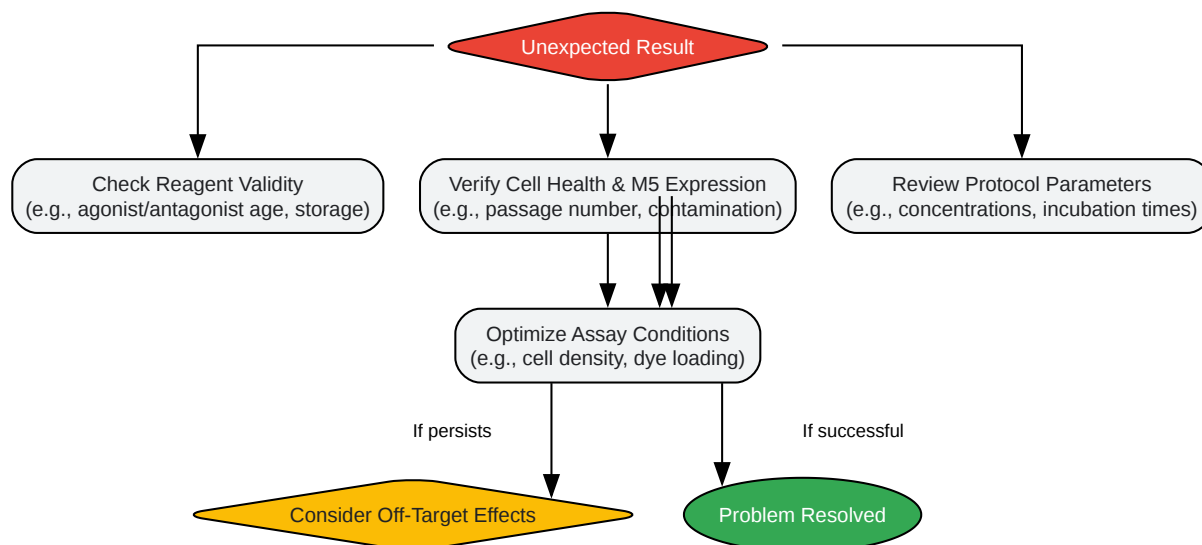 Unexpected Result
Check Reagent Validity
(e.g., agonist/antagonist age, storage)
Verify Cell Health & M5 Expression
(e.g., passage number, contamination)
Review Protocol Parameters
(e.g., concentrations, incubation times)
Optimize Assay Conditions
(e.g., cell density, dye loading)
If persists
If successful
Consider Off-Target Effects
Problem Resolved